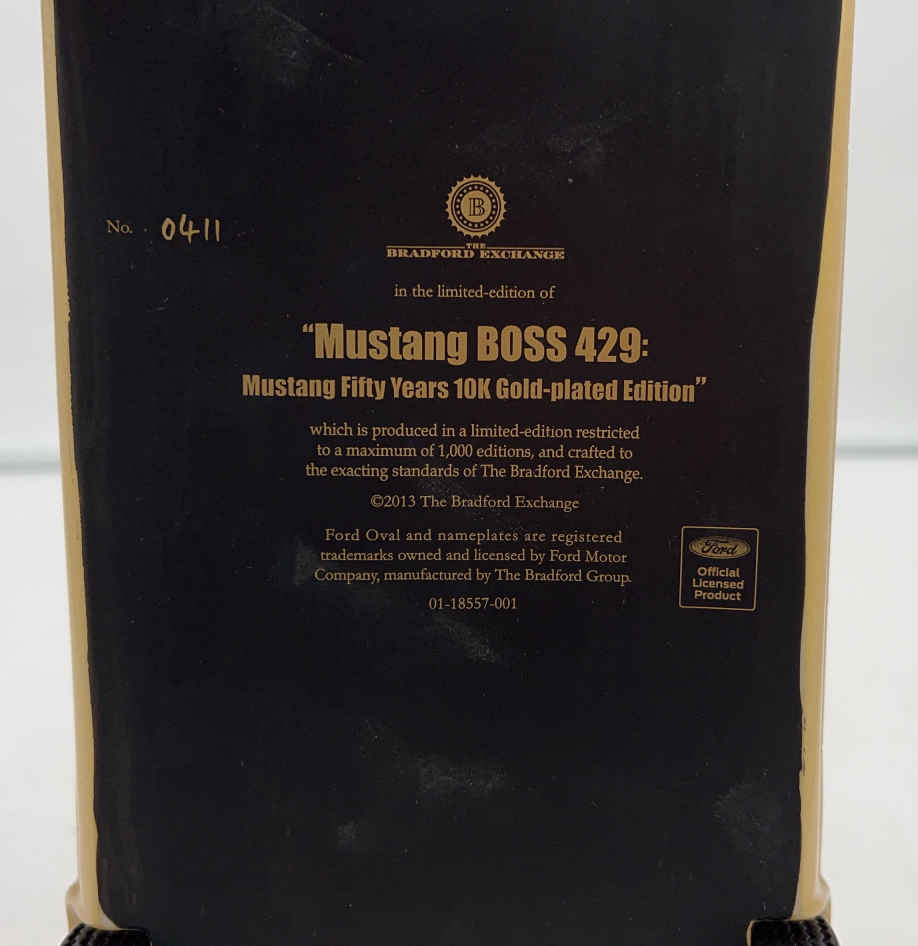 B
THE
BRADFORD EXCHANGE
No. 0411
in the limited-edition of
“Mustang BOSS 429:
Mustang Fifty Years 10K Gold-plated Edition”
which is produced in a limited-edition restricted
to a maximum of 1,000 editions, and crafted to
the exacting standards of The Bradford Exchange.
©2013 The Bradford Exchange
Ford Oval and nameplates are registered
trademarks owned and licensed by Ford Motor
Company, manufactured by The Bradford Group.
01-18557-001
Ford
Official
Licensed
Product